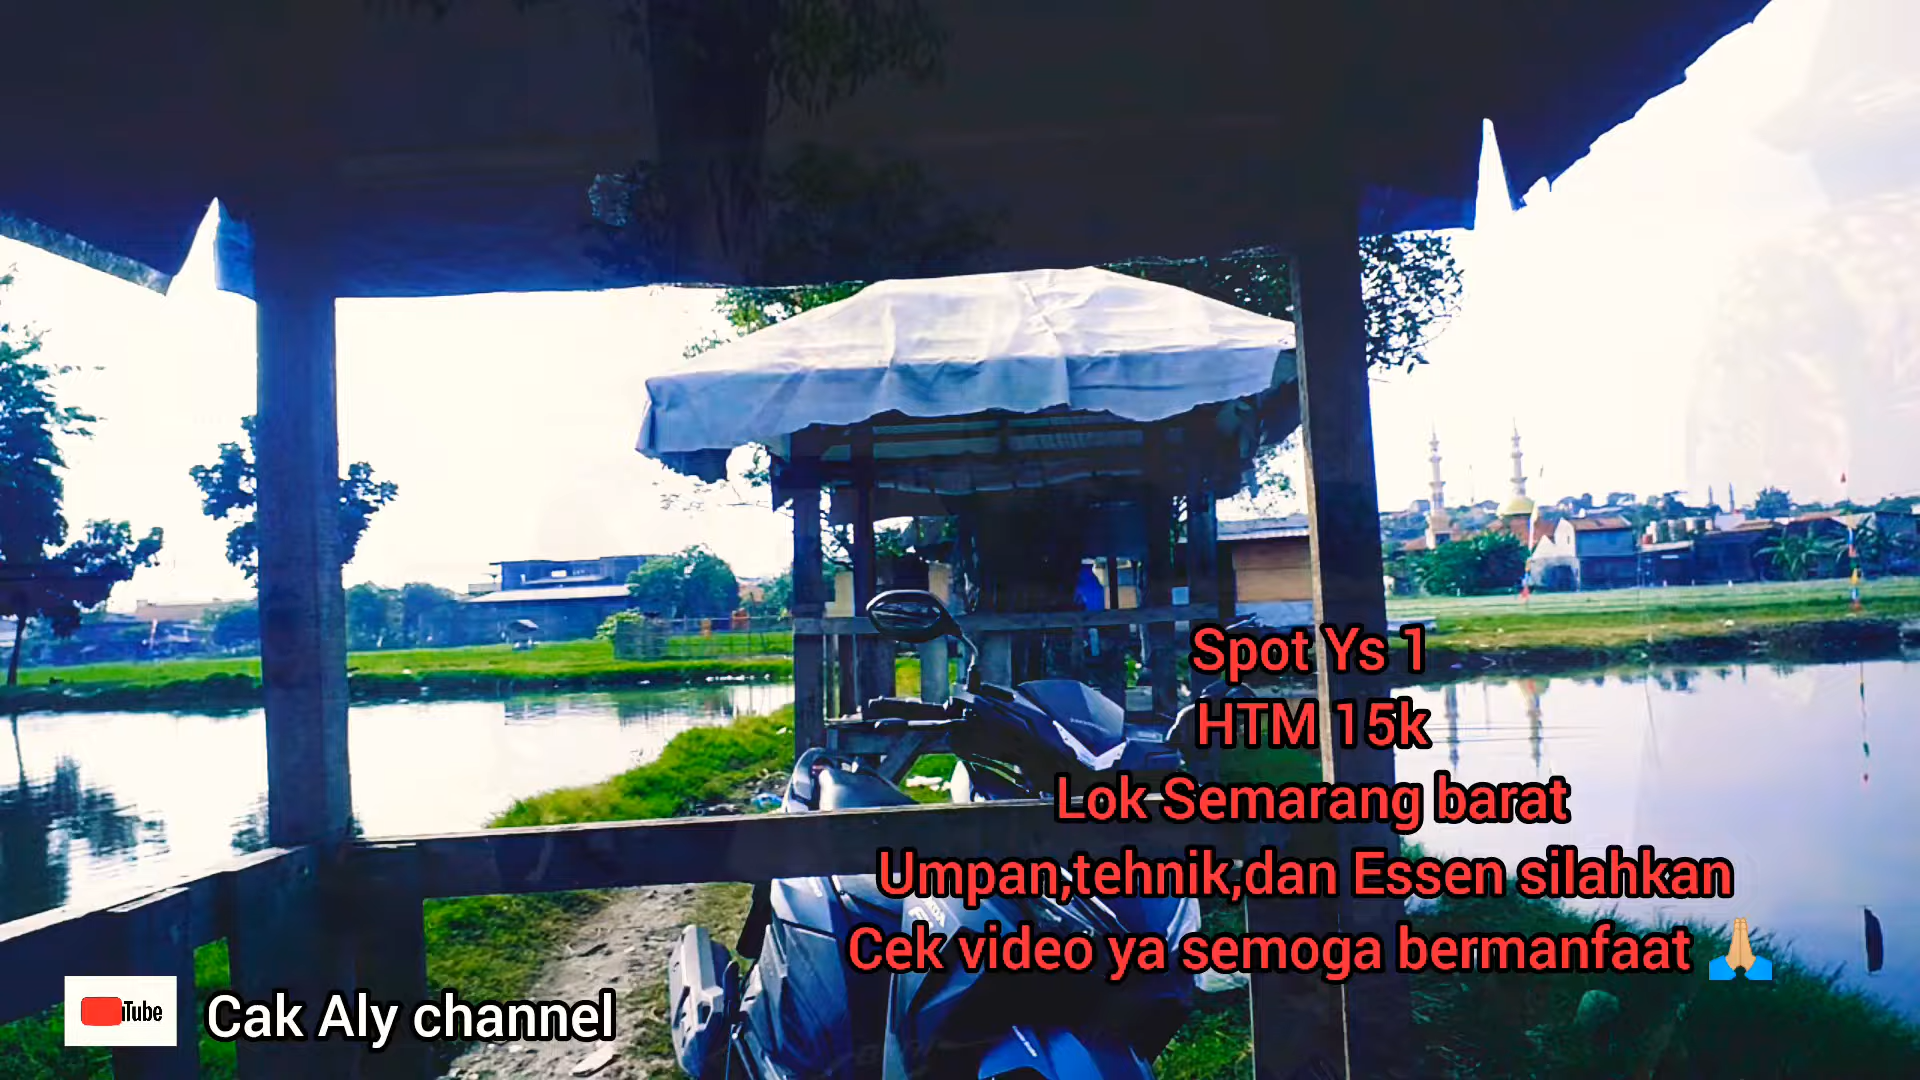 Spot Ys 1
HTM 15k
Lok Semarang barat
Umpan,tehnik,dan Essen silahkan
Cek video ya semoga bermanfaat 🙏🏼
Tube
Cak Aly channel